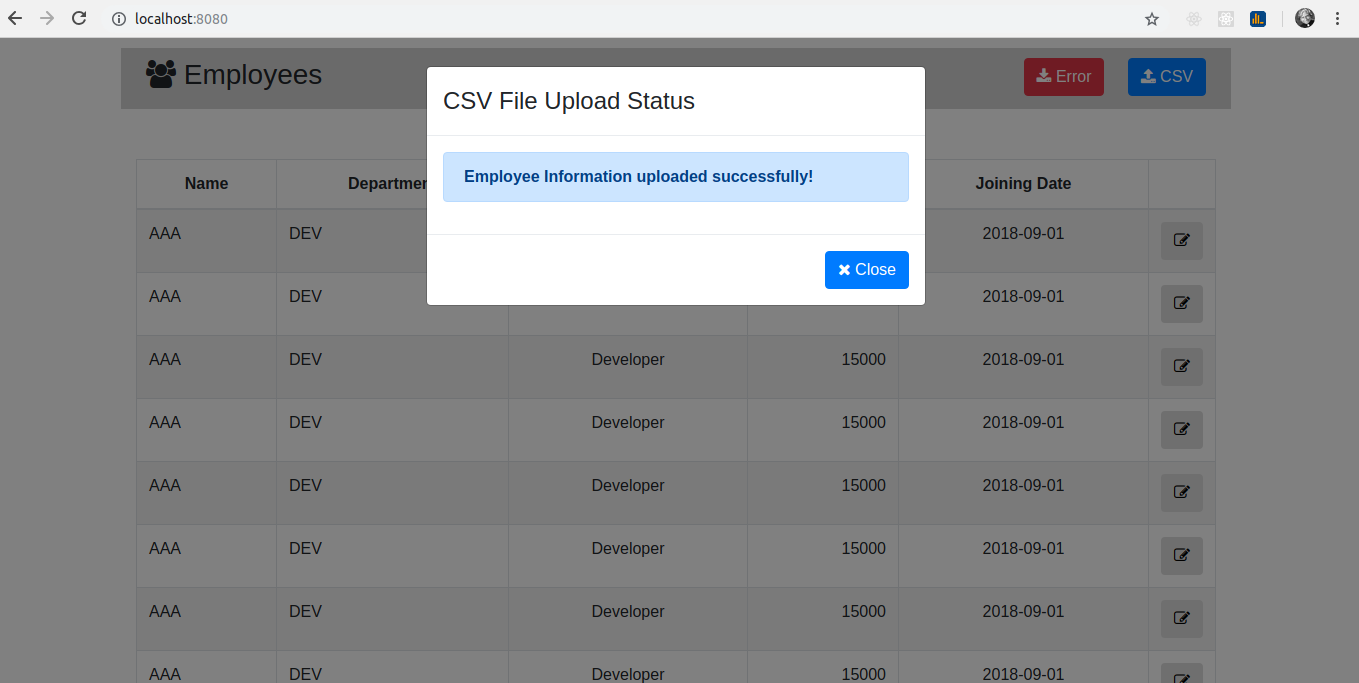 localhost:8080
Employees
Error
CSV
CSV File Upload Status
Employee Information uploaded successfully!
Close
Name Departmen Joining Date
AAA DEV 2018-09-01
AAA DEV 2018-09-01
AAA DEV Developer 15000 2018-09-01
AAA DEV Developer 15000 2018-09-01
AAA DEV Developer 15000 2018-09-01
AAA DEV Developer 15000 2018-09-01
AAA DEV Developer 15000 2018-09-01
AAA DEV Developer 15000 2018-09-01